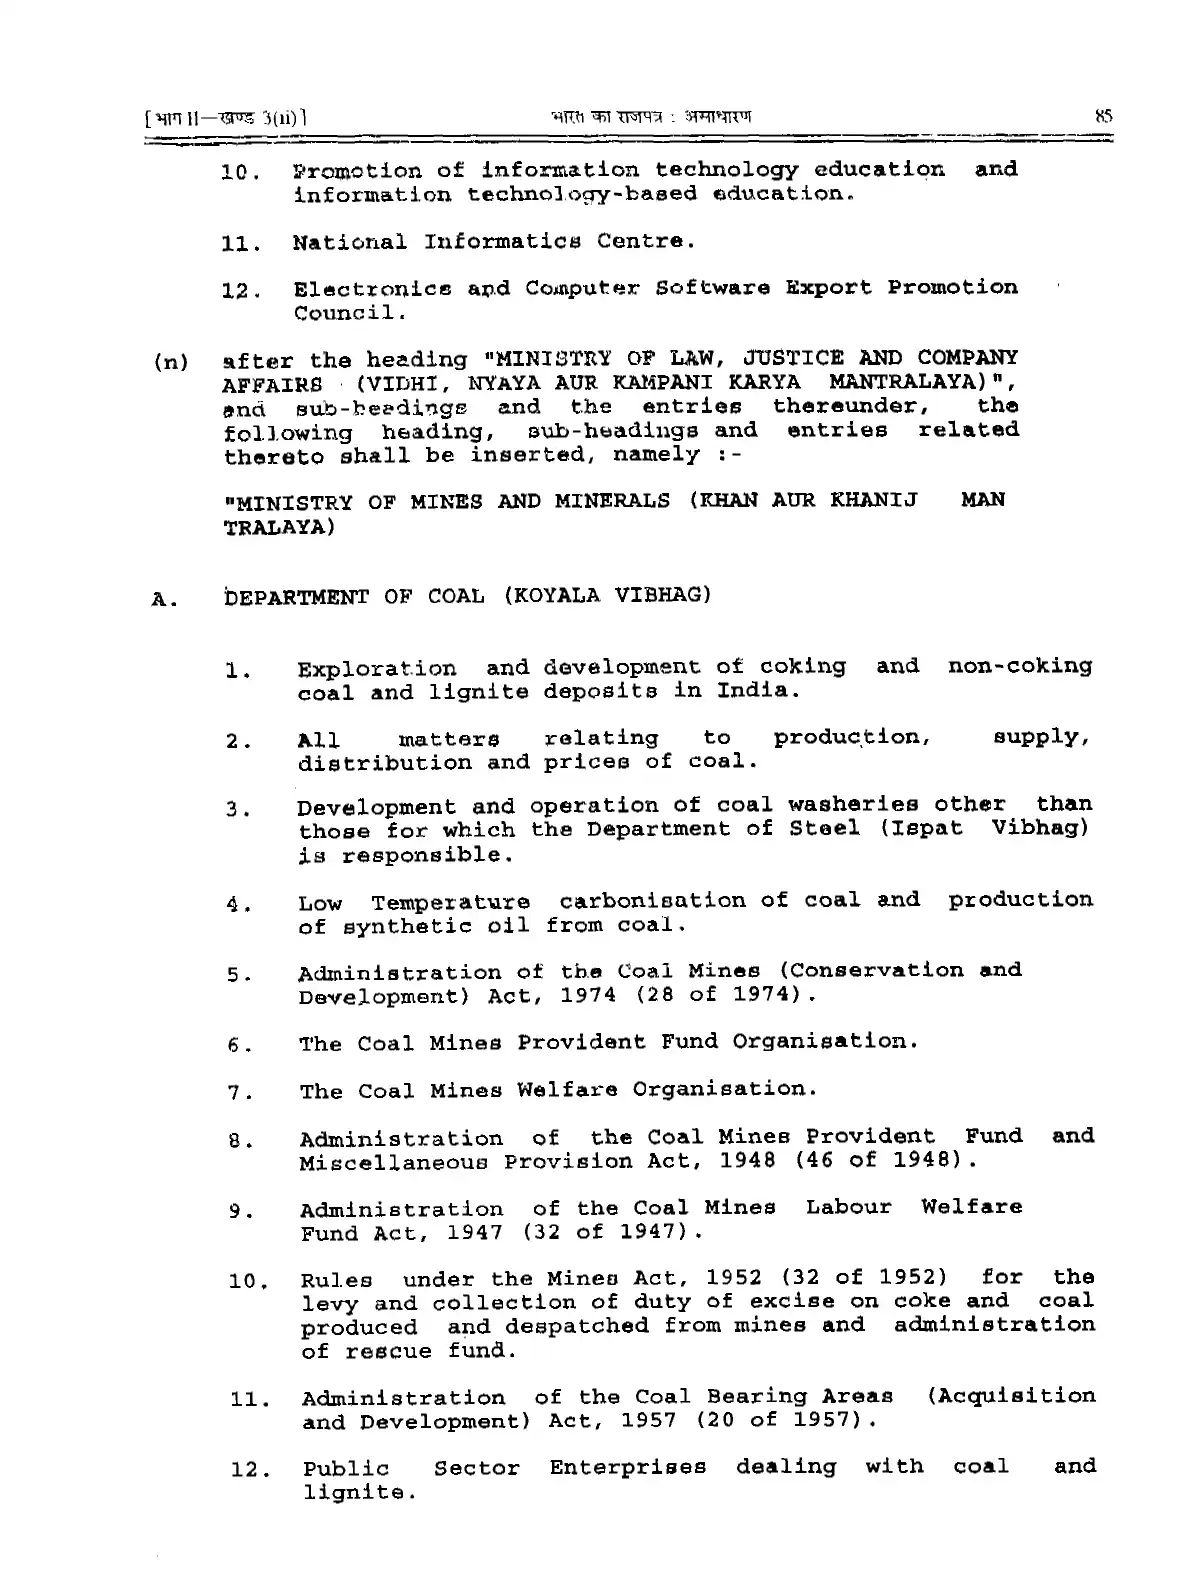 [ भाग II—खण्ड 3(ii) ] भारत का राजपत्र : असाधारण 85
10. Promotion of information technology education and
information technology-based education.
11. National Informatics Centre.
12. Electronics and Computer Software Export Promotion
Council.
(n) after the heading "MINISTRY OF LAW, JUSTICE AND COMPANY
AFFAIRS (VIDHI, NYAYA AUR KAMPANI KARYA MANTRALAYA)",
and sub-headings and the entries thereunder, the
following heading, sub-headings and entries related
thereto shall be inserted, namely :-
"MINISTRY OF MINES AND MINERALS (KHAN AUR KHANIJ MAN
TRALAYA)
A. DEPARTMENT OF COAL (KOYALA VIBHAG)
1. Exploration and development of coking and non-coking
coal and lignite deposits in India.
2. All matters relating to production, supply,
distribution and prices of coal.
3. Development and operation of coal washeries other than
those for which the Department of Steel (Ispat Vibhag)
is responsible.
4. Low Temperature carbonisation of coal and production
of synthetic oil from coal.
5. Administration of the Coal Mines (Conservation and
Development) Act, 1974 (28 of 1974).
6. The Coal Mines Provident Fund Organisation.
7. The Coal Mines Welfare Organisation.
8. Administration of the Coal Mines Provident Fund and
Miscellaneous Provision Act, 1948 (46 of 1948).
9. Administration of the Coal Mines Labour Welfare
Fund Act, 1947 (32 of 1947).
10. Rules under the Mines Act, 1952 (32 of 1952) for the
levy and collection of duty of excise on coke and coal
produced and despatched from mines and administration
of rescue fund.
11. Administration of the Coal Bearing Areas (Acquisition
and Development) Act, 1957 (20 of 1957).
12. Public Sector Enterprises dealing with coal and
lignite.